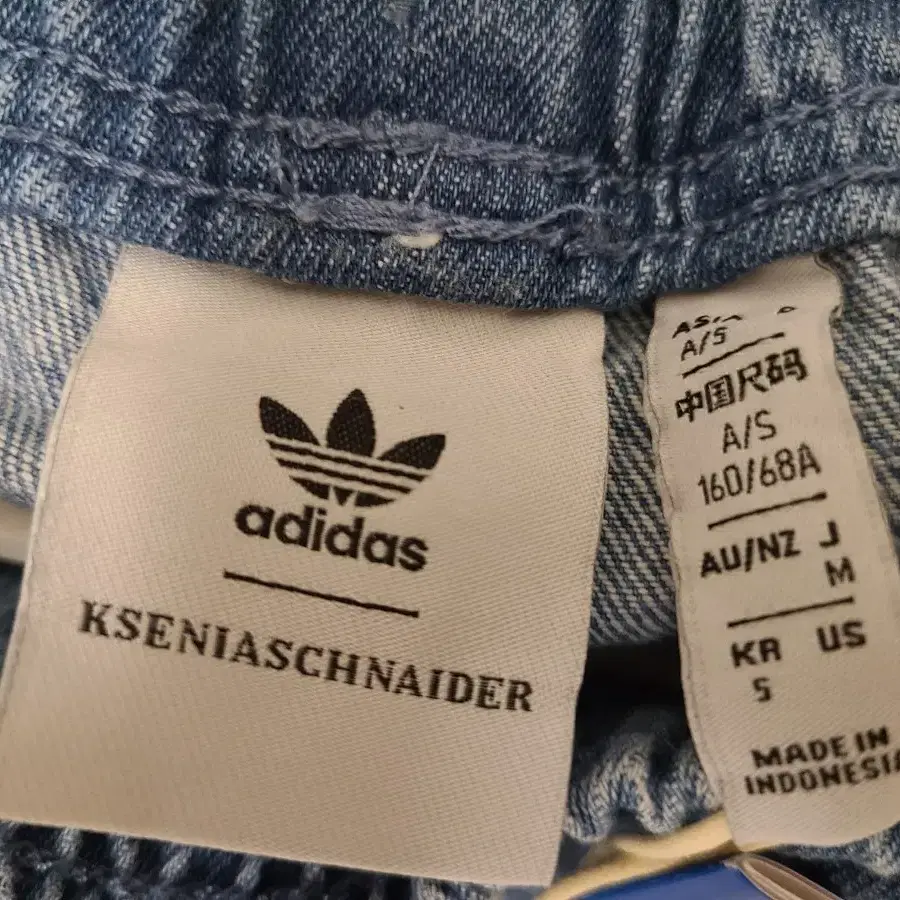 adidas
KSENIASCHNAIDER
A/S
中国尺码
A/S
160/68A
AU/NZ J
M
KR US
S
MADE IN
INDONESIA